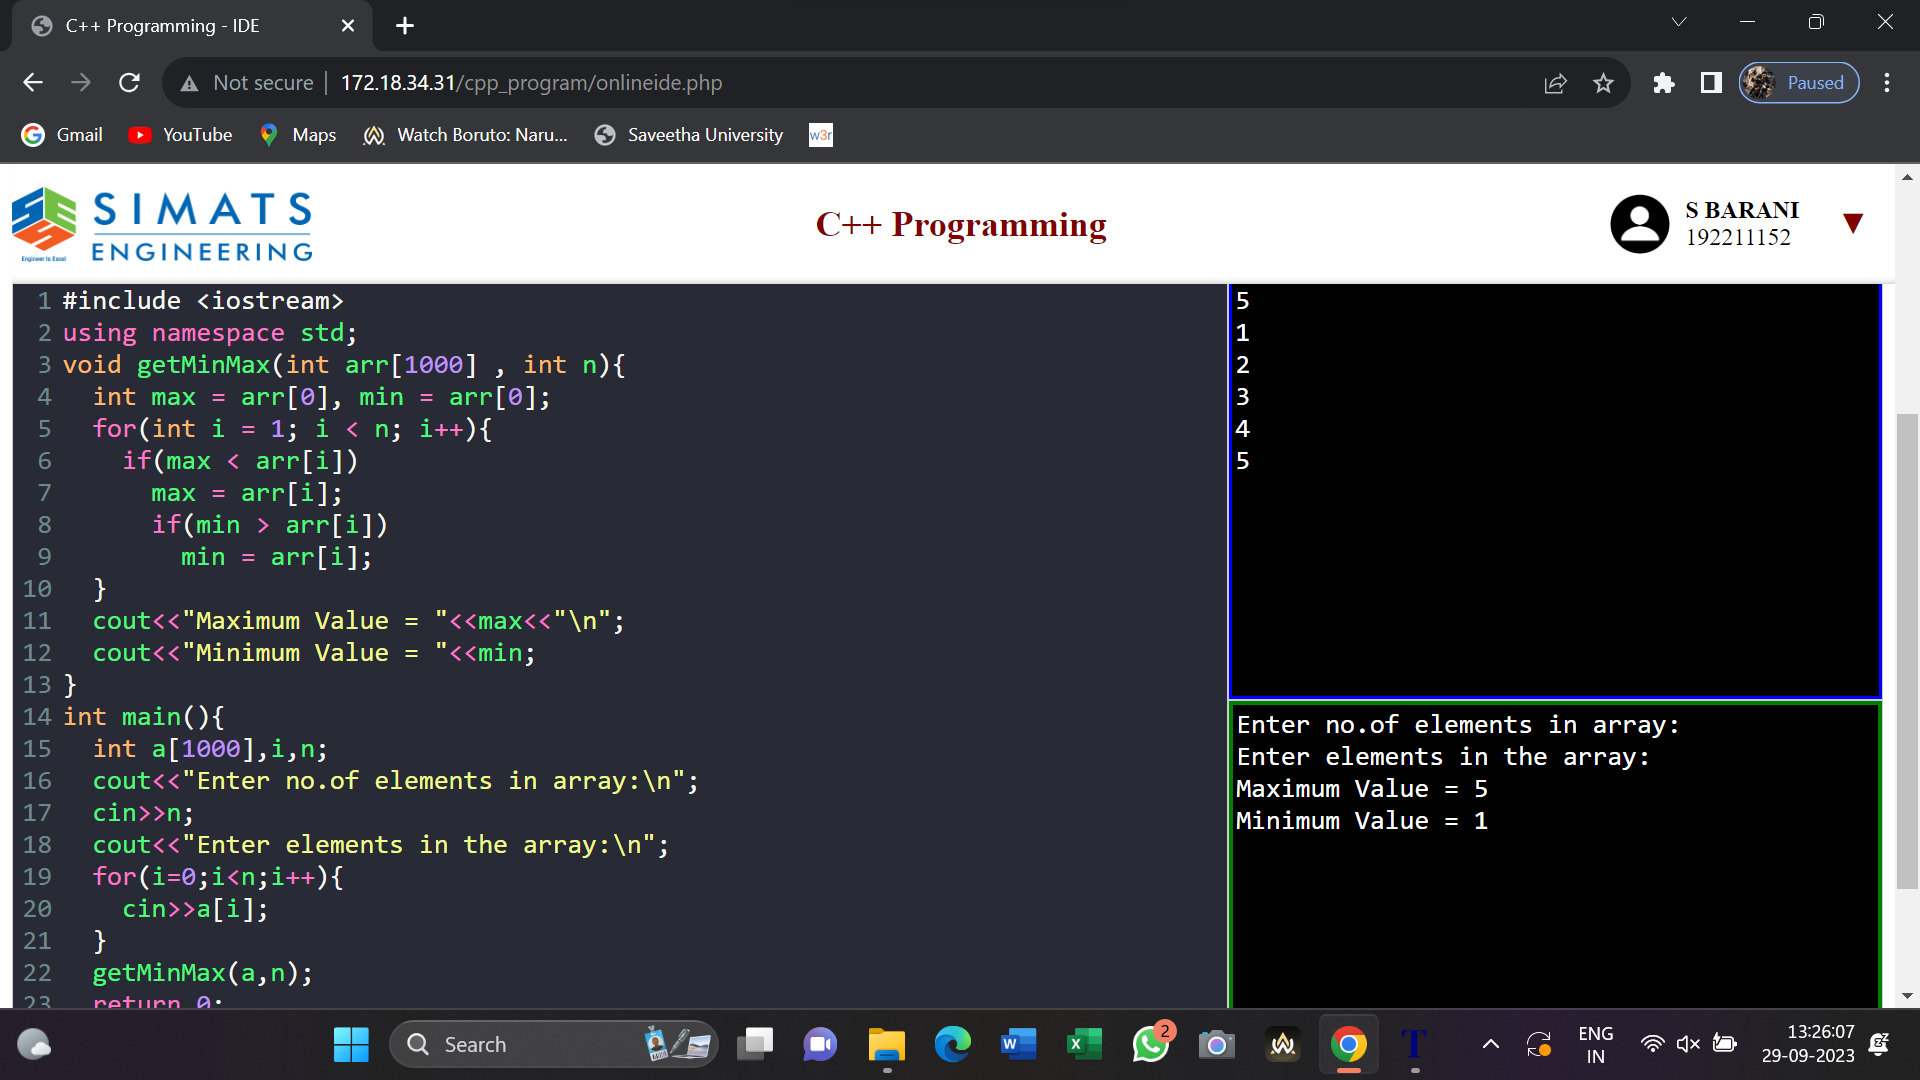 C++ Programming - IDE
Not secure | 172.18.34.31/cpp_program/onlineide.php
Paused
Gmail YouTube Maps Watch Boruto: Naru... Saveetha University w3r
SIMATS
ENGINEERING
Engineer to Excel
C++ Programming
S BARANI
192211152
1 #include <iostream>
2 using namespace std;
3 void getMinMax(int arr[1000] , int n){
4   int max = arr[0], min = arr[0];
5   for(int i = 1; i < n; i++){
6     if(max < arr[i])
7       max = arr[i];
8       if(min > arr[i])
9         min = arr[i];
10   }
11   cout<<"Maximum Value = "<<max<<"\n";
12   cout<<"Minimum Value = "<<min;
13 }
14 int main(){
15   int a[1000],i,n;
16   cout<<"Enter no.of elements in array:\n";
17   cin>>n;
18   cout<<"Enter elements in the array:\n";
19   for(i=0;i<n;i++){
20     cin>>a[i];
21   }
22   getMinMax(a,n);
23   return 0;
5
1
2
3
4
5
Enter no.of elements in array:
Enter elements in the array:
Maximum Value = 5
Minimum Value = 1
Search
2
ENG
IN
13:26:07
29-09-2023